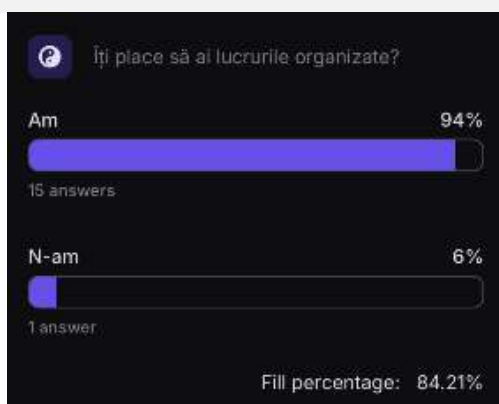 Îți place să ai lucrurile organizate?
Am 94%
15 answers
N-am 6%
1 answer
Fill percentage: 84.21%